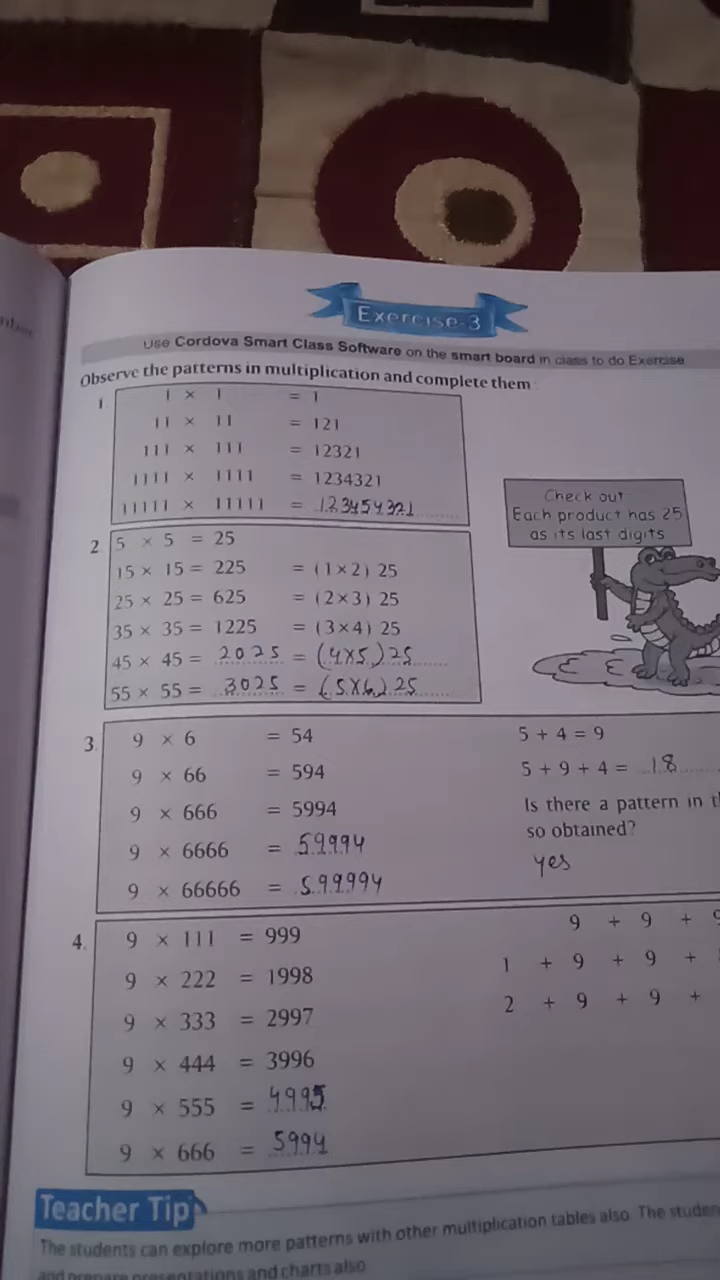 Exercise-3
Use Cordova Smart Class Software on the smart board in class to do Exercise
Observe the patterns in multiplication and complete them
1. 1 × 1 = 1
11 × 11 = 121
111 × 111 = 12321
1111 × 1111 = 1234321
11111 × 11111 = 123454321
Check out
Each product has 25
as its last digits
2. 5 × 5 = 25
15 × 15 = 225 = (1×2) 25
25 × 25 = 625 = (2×3) 25
35 × 35 = 1225 = (3×4) 25
45 × 45 = 2025 = (4×5) 25
55 × 55 = 3025 = (5×6) 25
3. 9 × 6 = 54 5 + 4 = 9
9 × 66 = 594 5 + 9 + 4 = 18
9 × 666 = 5994 Is there a pattern in
so obtained?
9 × 6666 = 59994 yes
9 × 66666 = 599994
4. 9 × 111 = 999 9 + 9 + 9
9 × 222 = 1998 1 + 9 + 9 +
9 × 333 = 2997 2 + 9 + 9 +
9 × 444 = 3996
9 × 555 = 4995
9 × 666 = 5994
Teacher Tip
The students can explore more patterns with other multiplication tables also. The
and prepare presentations and charts also